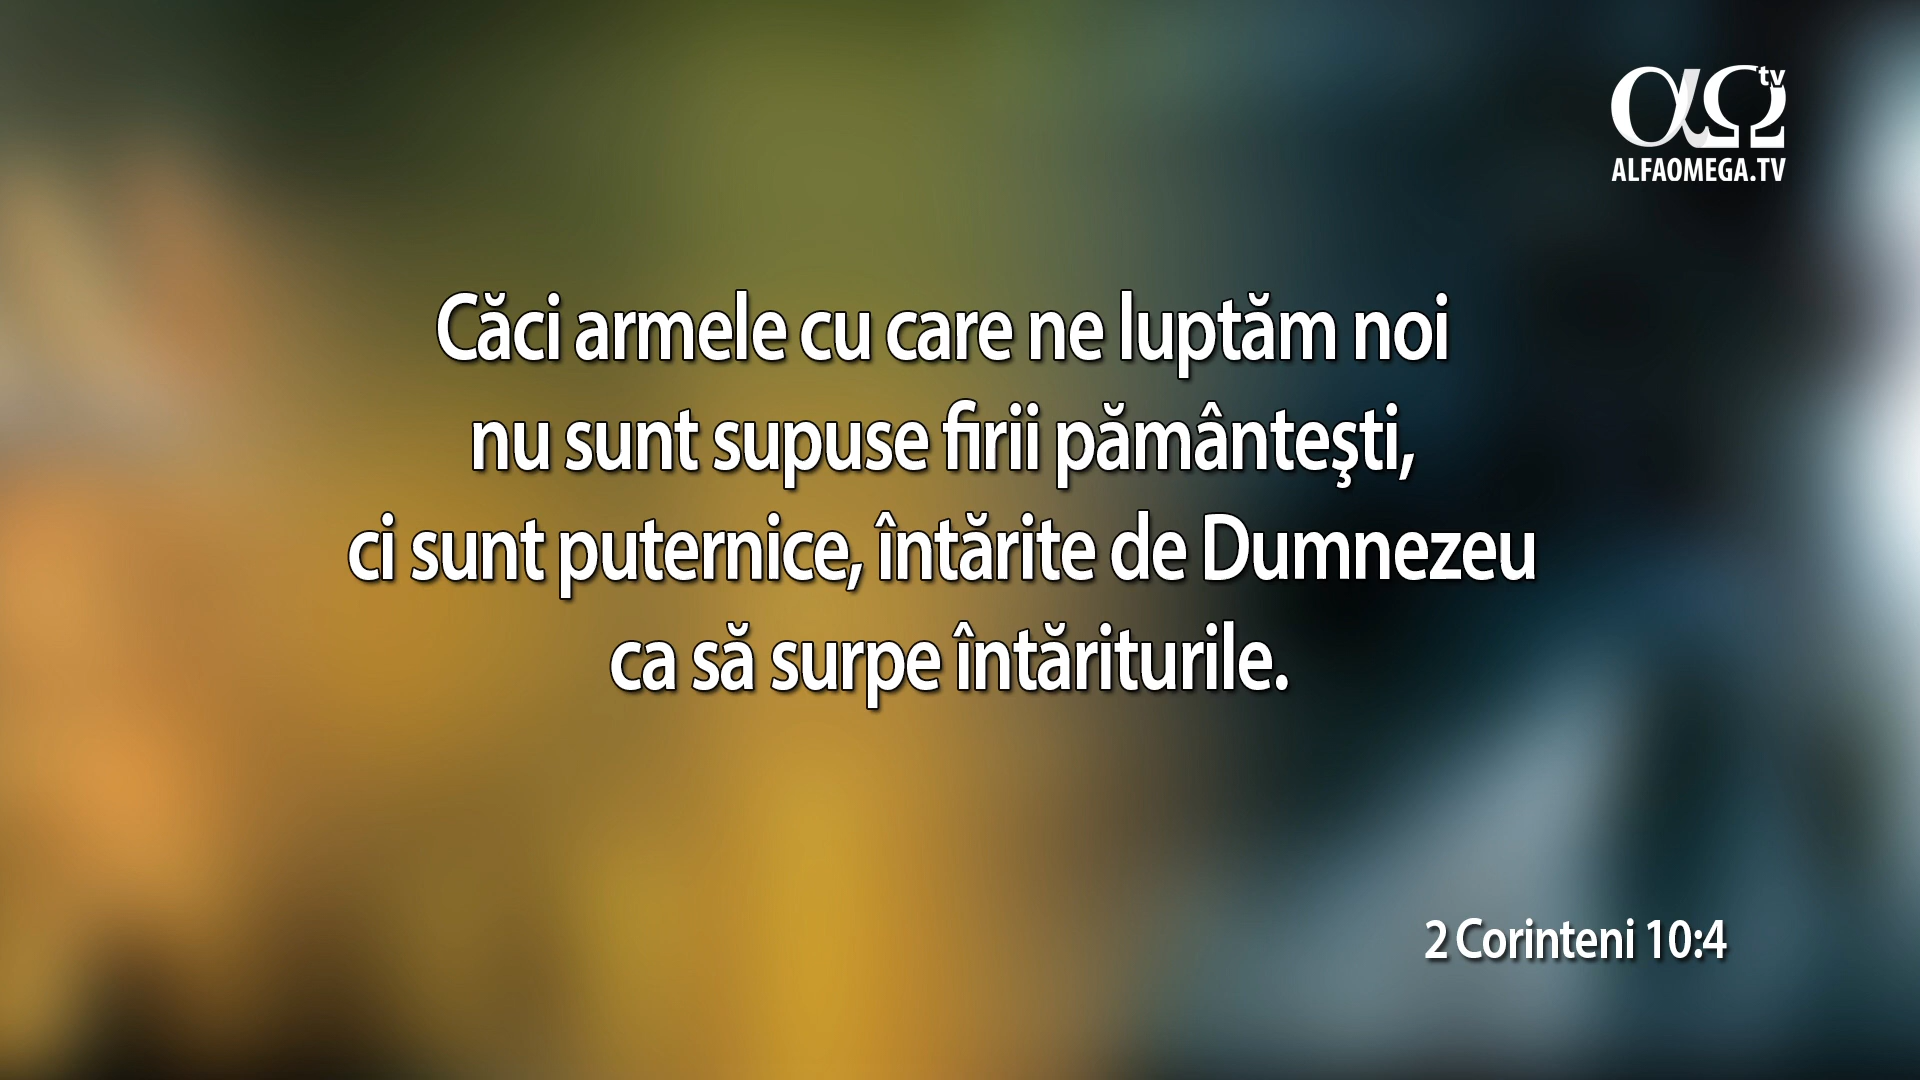 αΩ tv
ALFAOMEGA.TV
Căci armele cu care ne luptăm noi
nu sunt supuse firii pământeşti,
ci sunt puternice, întărite de Dumnezeu
ca să surpe întăriturile.
2 Corinteni 10:4